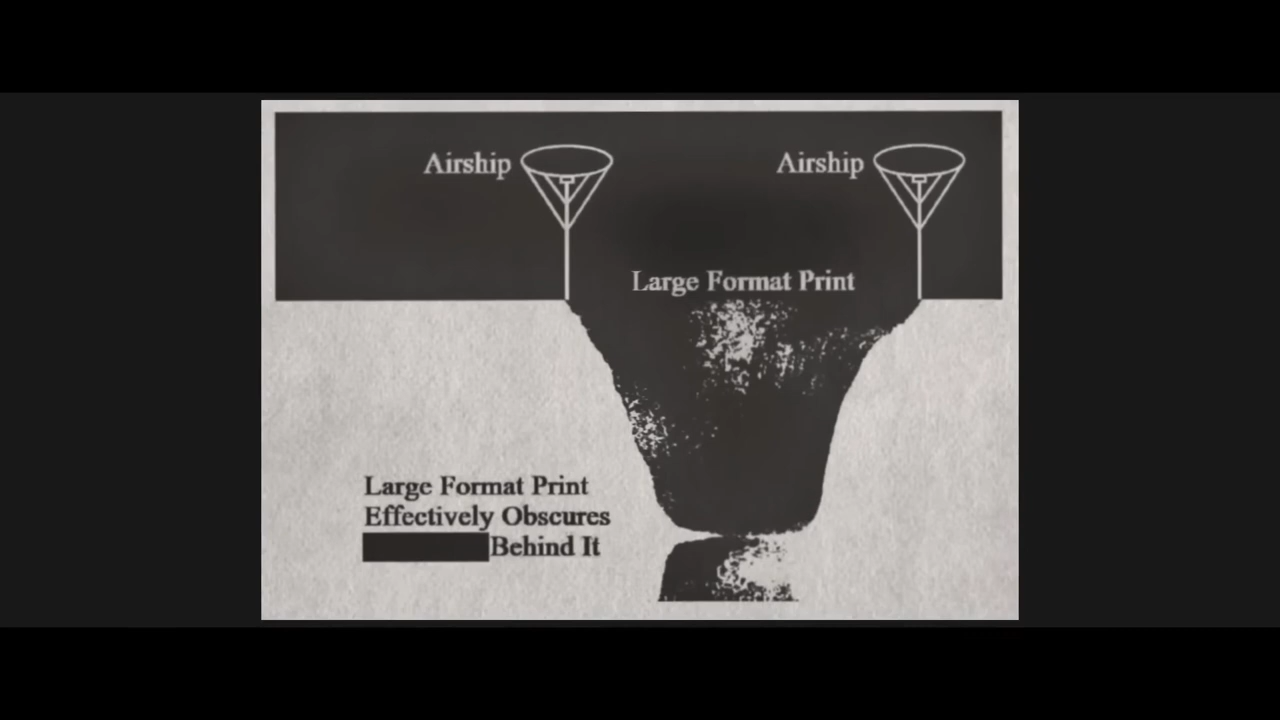 Airship
Airship
Large Format Print
Large Format Print
Effectively Obscures
Behind It